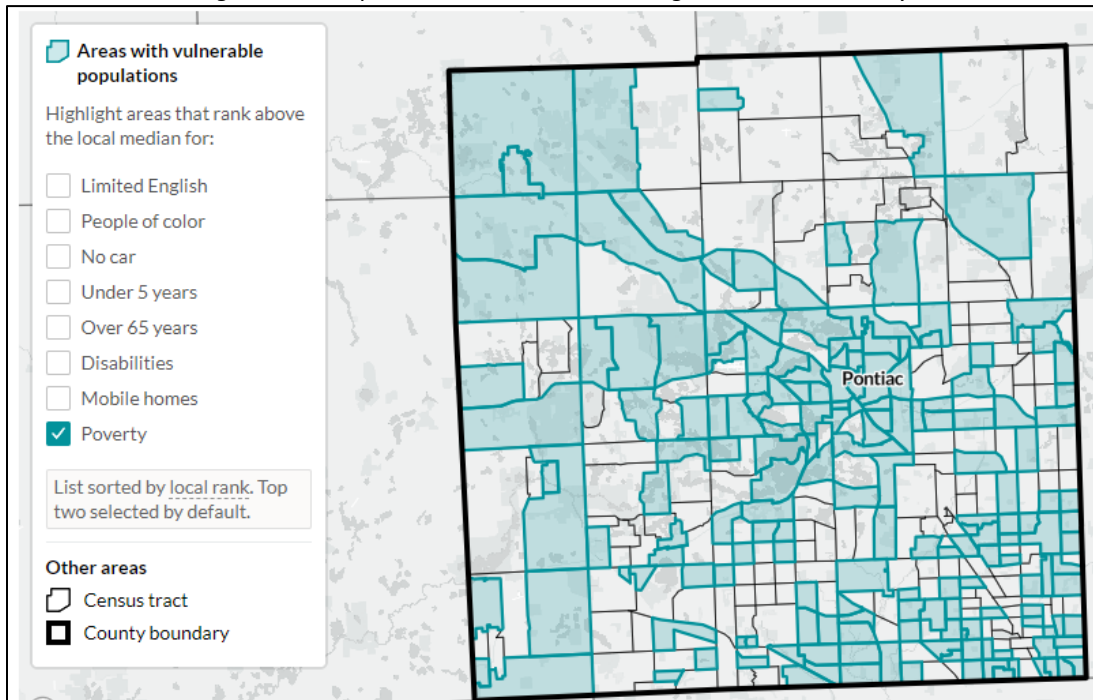 Areas with vulnerable
populations
Highlight areas that rank above
the local median for:
Limited English
People of color
No car
Under 5 years
Over 65 years
Disabilities
Mobile homes
Poverty
List sorted by local rank. Top
two selected by default.
Other areas
Census tract
County boundary
Pontiac